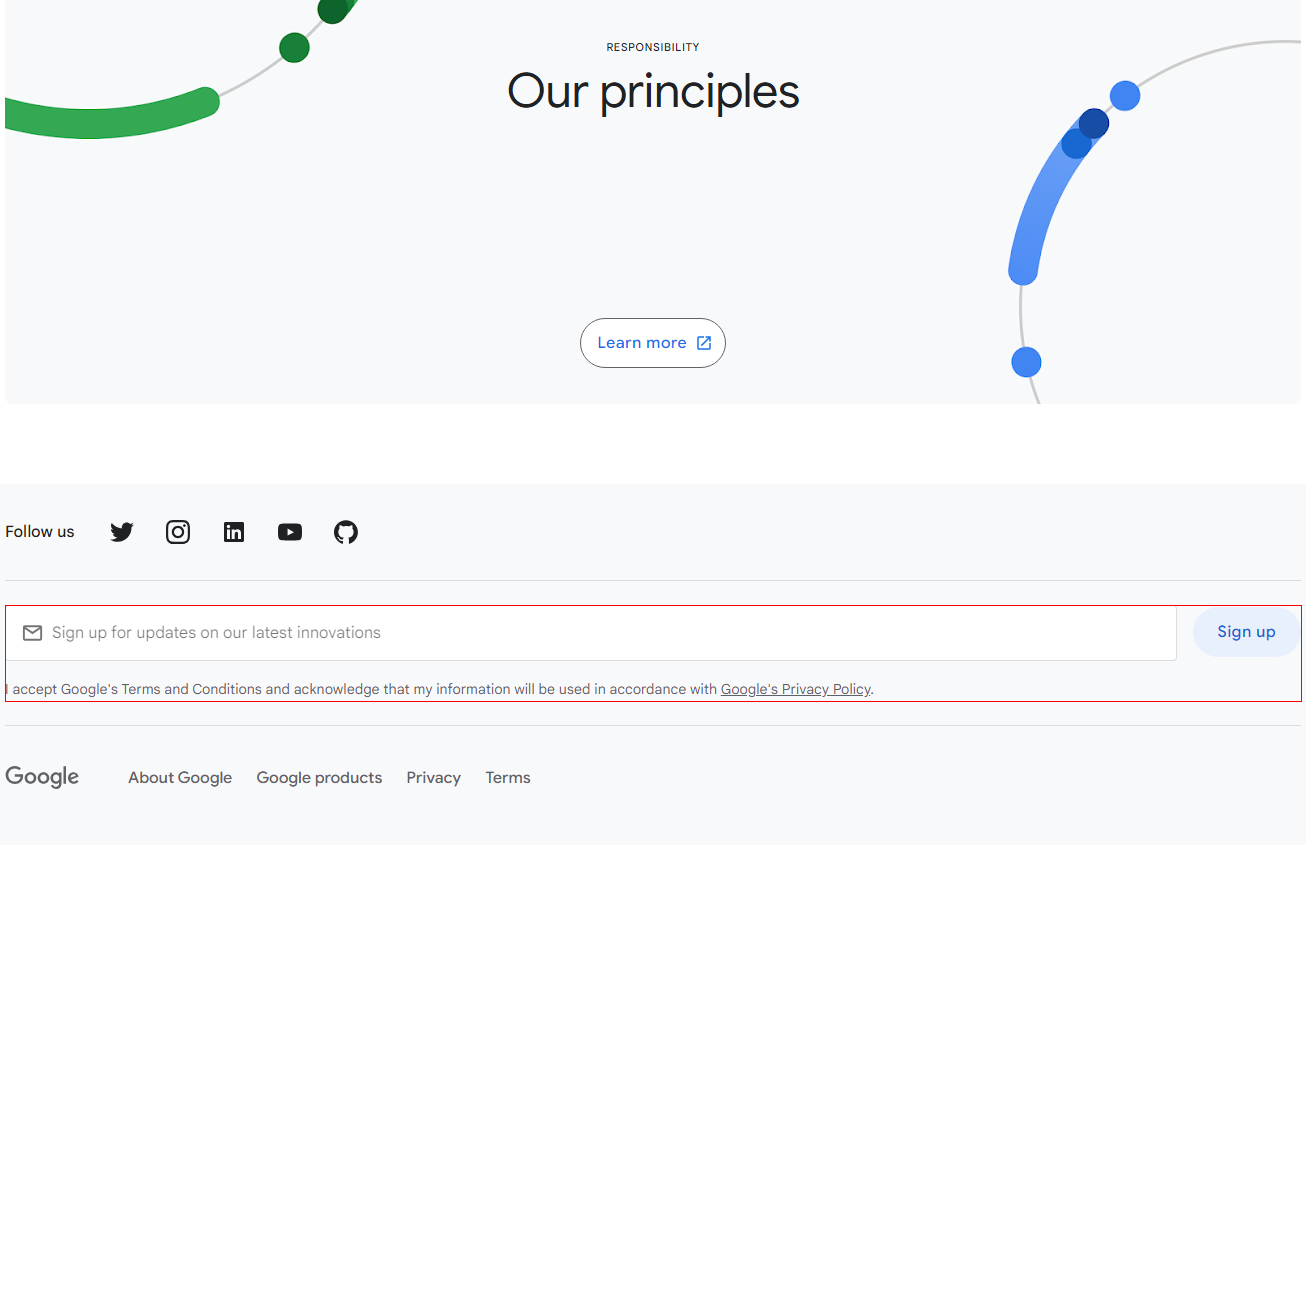 RESPONSIBILITY
Our principles
Learn more
Follow us
Sign up for updates on our latest innovations
Sign up
I accept Google's Terms and Conditions and acknowledge that my information will be used in accordance with Google's Privacy Policy.
Google About Google Google products Privacy Terms